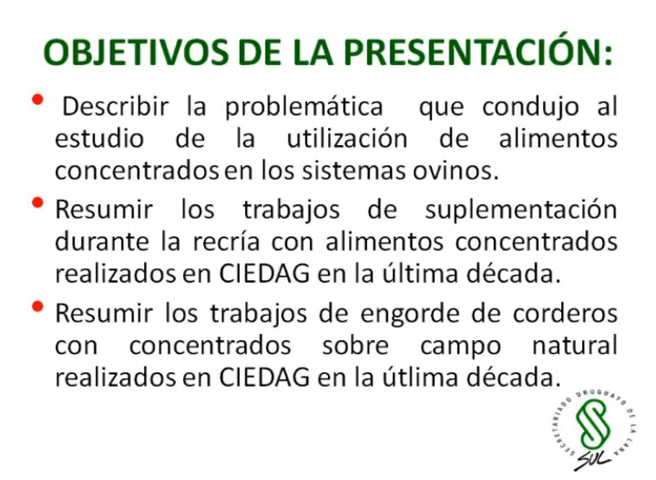 OBJETIVOS DE LA PRESENTACIÓN:
• Describir la problemática que condujo al
estudio de la utilización de alimentos
concentrados en los sistemas ovinos.
• Resumir los trabajos de suplementación
durante la recría con alimentos concentrados
realizados en CIEDAG en la última década.
• Resumir los trabajos de engorde de corderos
con concentrados sobre campo natural
realizados en CIEDAG en la útlima década.
SECRETARIADO URUGUAYO DE LA LANA
SUL